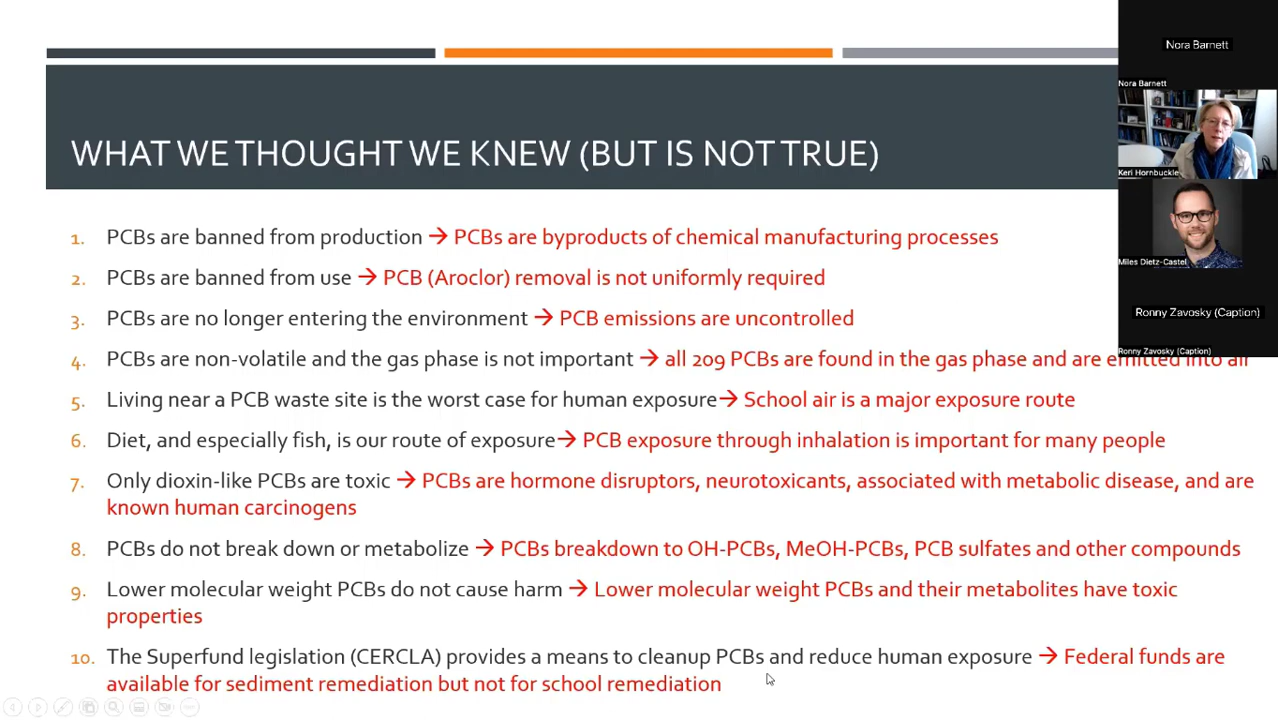 WHAT WE THOUGHT WE KNEW (BUT IS NOT TRUE)
1. PCBs are banned from production → PCBs are byproducts of chemical manufacturing processes
2. PCBs are banned from use → PCB (Aroclor) removal is not uniformly required
3. PCBs are no longer entering the environment → PCB emissions are uncontrolled
4. PCBs are non-volatile and the gas phase is not important → all 209 PCBs are found in the gas phase and are emitted into air
5. Living near a PCB waste site is the worst case for human exposure→ School air is a major exposure route
6. Diet, and especially fish, is our route of exposure→ PCB exposure through inhalation is important for many people
7. Only dioxin-like PCBs are toxic → PCBs are hormone disruptors, neurotoxicants, associated with metabolic disease, and are
known human carcinogens
8. PCBs do not break down or metabolize → PCBs breakdown to OH-PCBs, MeOH-PCBs, PCB sulfates and other compounds
9. Lower molecular weight PCBs do not cause harm → Lower molecular weight PCBs and their metabolites have toxic
properties
10. The Superfund legislation (CERCLA) provides a means to cleanup PCBs and reduce human exposure → Federal funds are
available for sediment remediation but not for school remediation
Nora Barnett
Nora Barnett
Keri Hornbuckle
Miles Dietz-Castel
Ronny Zavosky (Caption)
Ronny Zavosky (Caption)